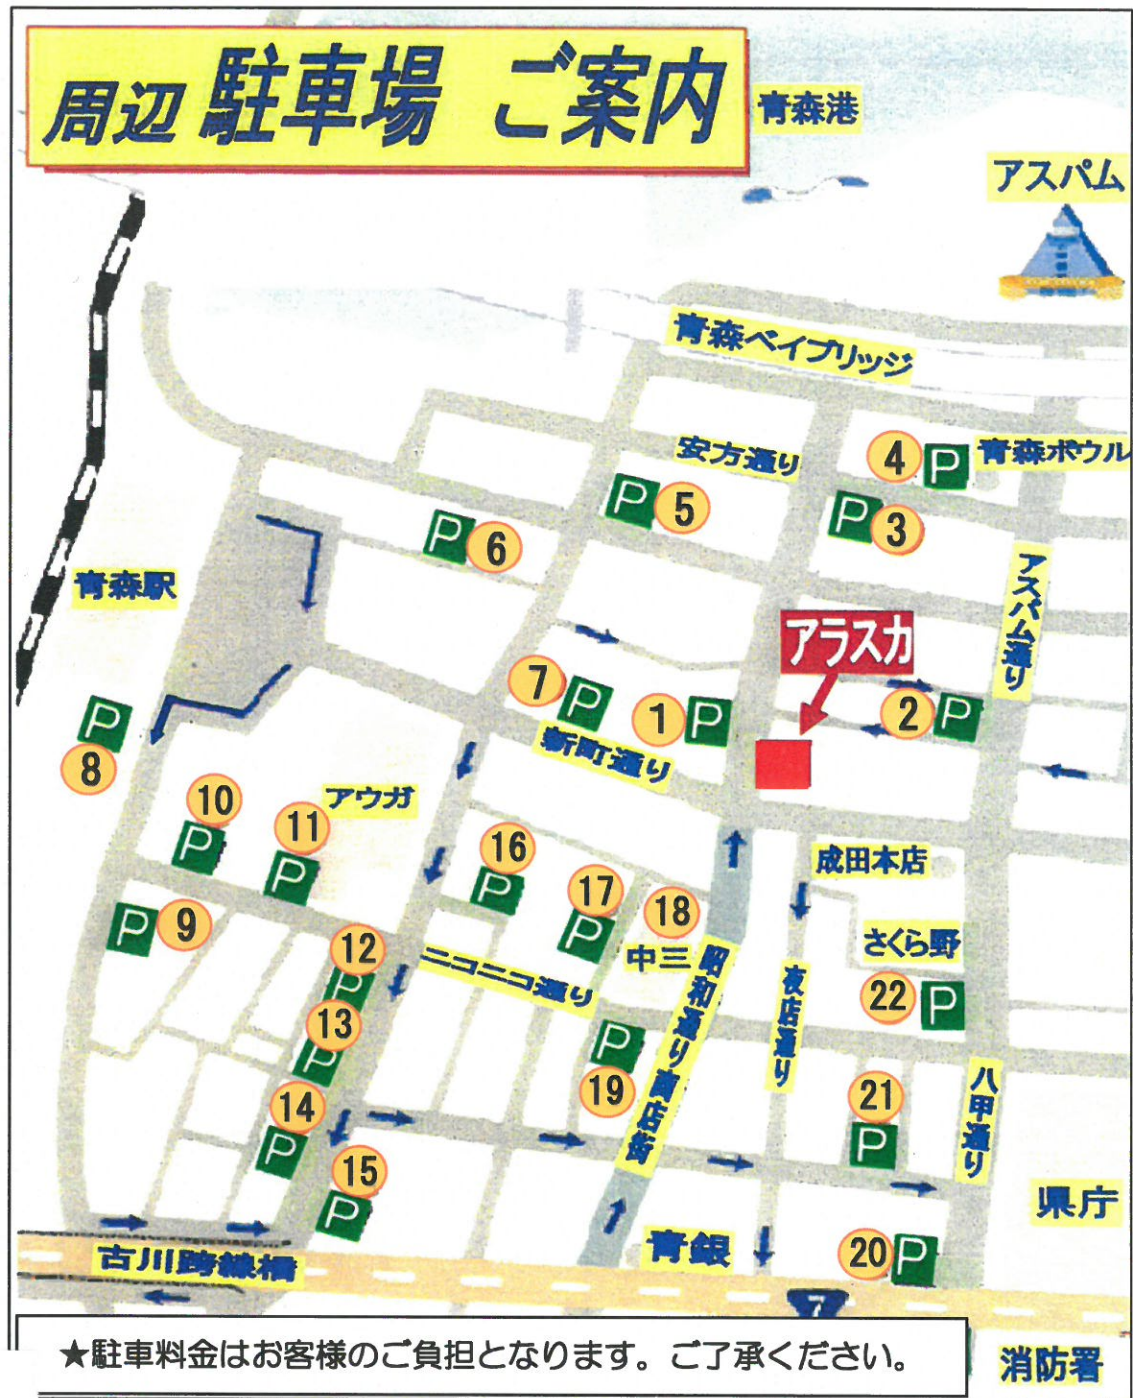 周辺 駐車場 ご案内
青森港
アスパム
青森ベイブリッジ
安方通り
4
P
青森ボウル
P
5
P
3
P
6
青森駅
アスパム通り
アラスカ
7
P
1
P
2
P
新町通り
P
8
10
P
11
P
アウガ
16
P
17
P
18
中三
成田本店
さくら野
P
9
12
P
ニコニコ通り
昭和通り商店街
夜店通り
22
P
13
P
P
19
14
P
21
P
八甲通り
15
P
県庁
青銀
20
P
古川跨線橋
7
★駐車料金はお客様のご負担となります。ご了承ください。
消防署